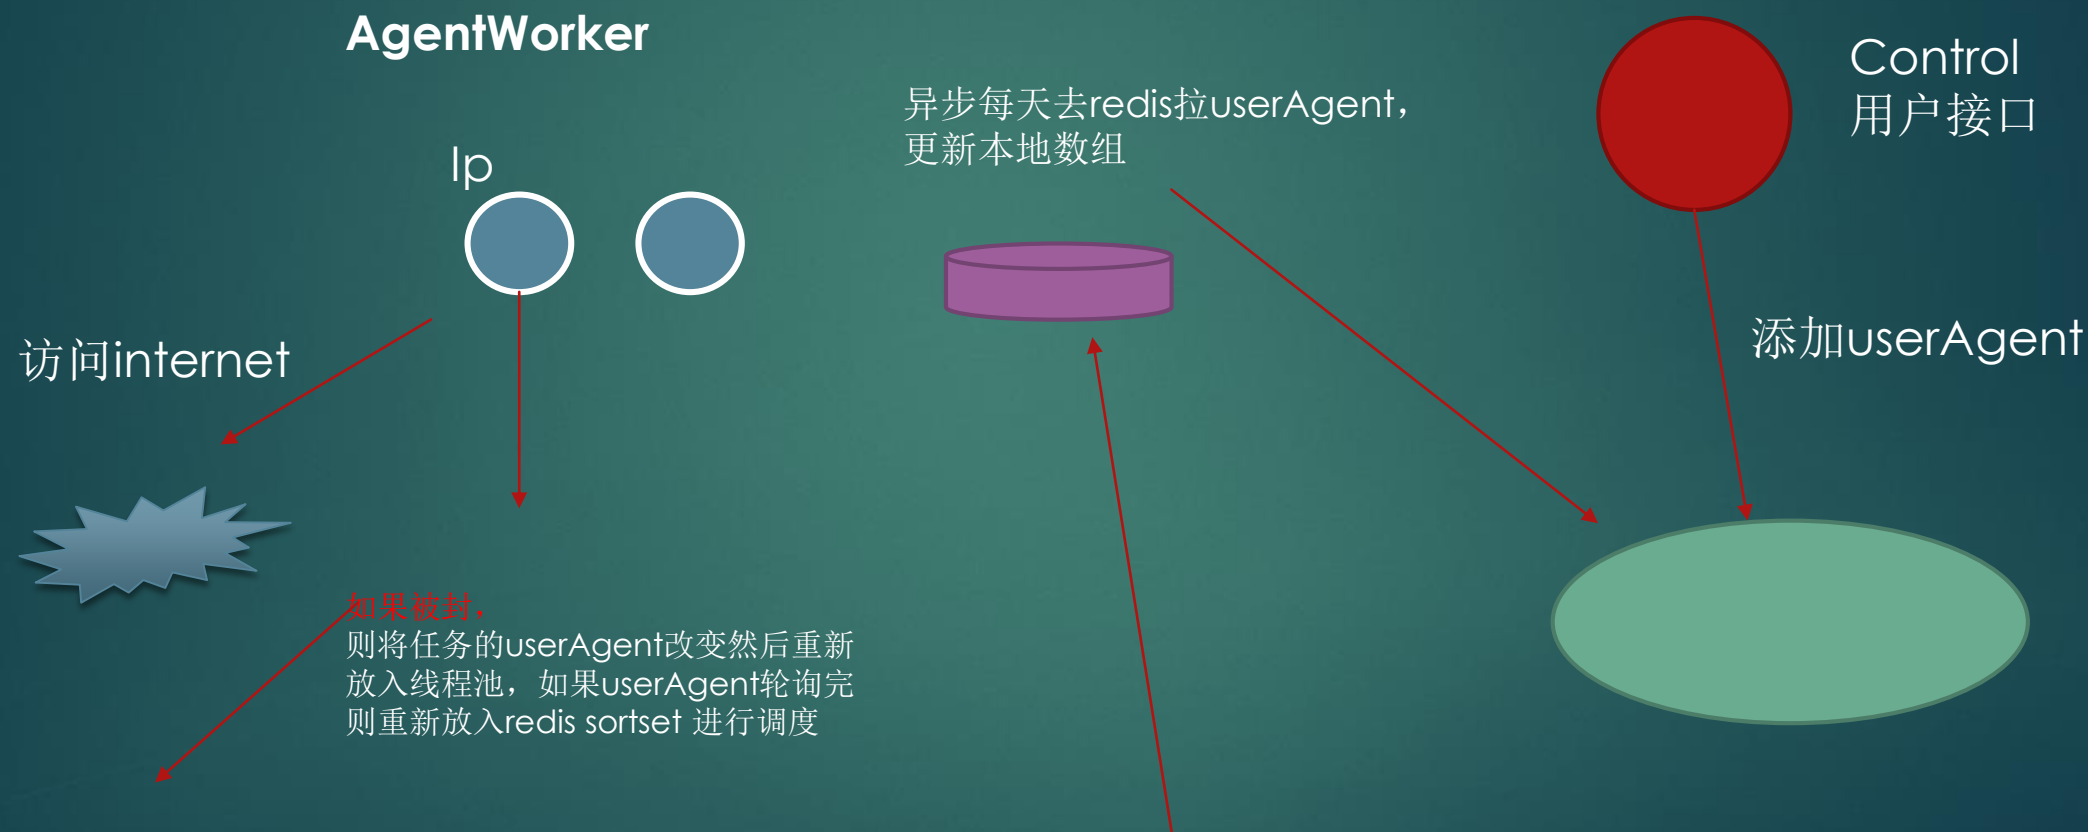 AgentWorker
Control
用户接口
异步每天去redis拉userAgent，
更新本地数组
Ip
添加userAgent
访问internet
如果被封，
则将任务的userAgent改变然后重新
放入线程池，如果userAgent轮询完
则重新放入redis sortset 进行调度